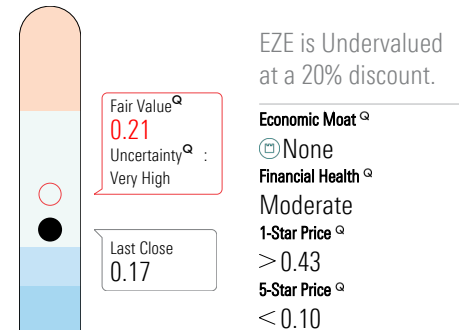 Fair Value Q
0.21
Uncertainty Q :
Very High
Last Close
0.17
EZE is Undervalued
at a 20% discount.
Economic Moat Q
None
Financial Health Q
Moderate
1-Star Price Q
>0.43
5-Star Price Q
<0.10